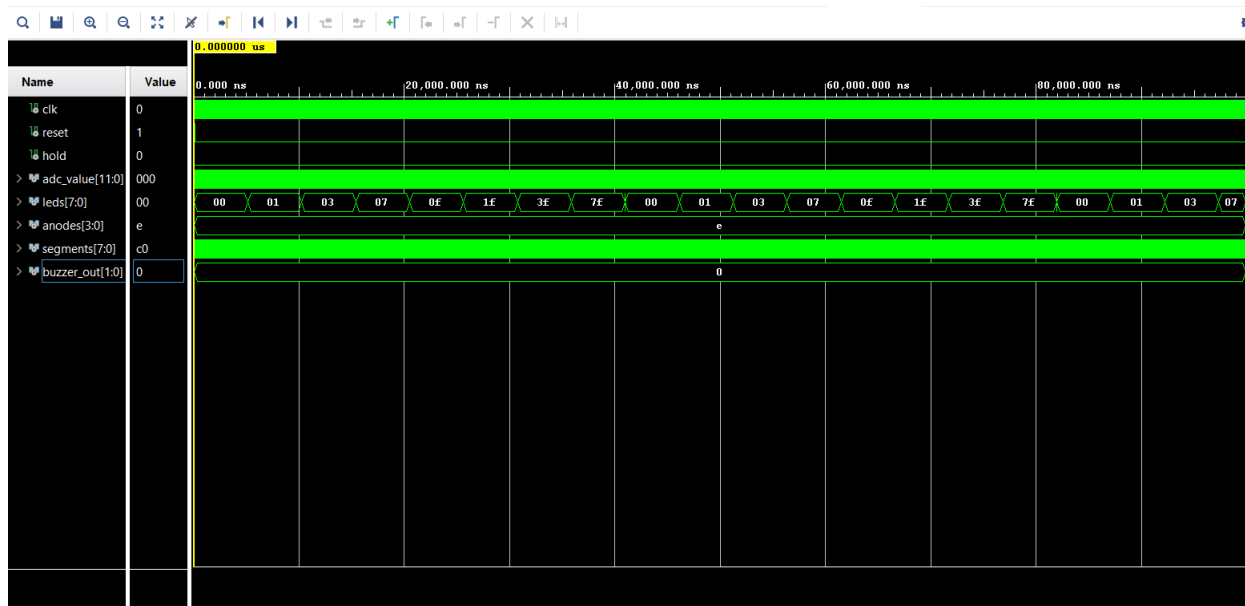 0.000000 us
Name Value
0.000 ns 20,000.000 ns 40,000.000 ns 60,000.000 ns 80,000.000 ns
clk 0
reset 1
hold 0
adc_value[11:0] 000
leds[7:0] 00 00 01 03 07 0f 1f 3f 7f 00 01 03 07 0f 1f 3f 7f 00 01 03 07
anodes[3:0] e e
segments[7:0] c0
buzzer_out[1:0] 0 0